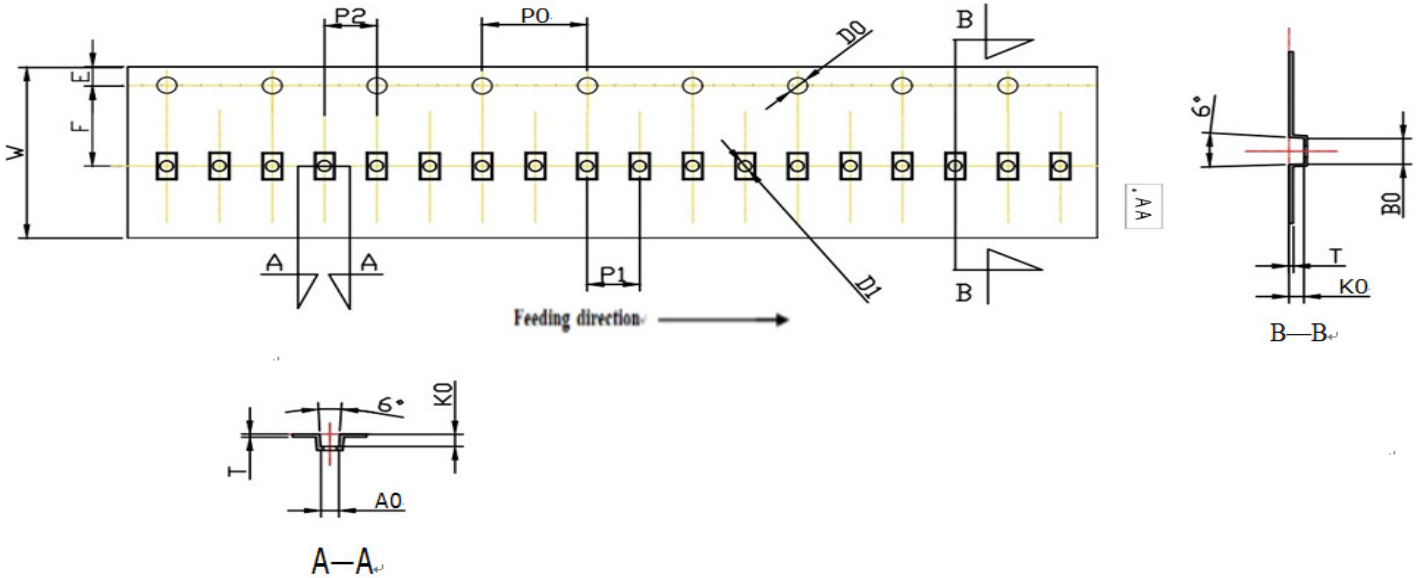 P2
P0
D0
B
E
F
W
6°
.AA
B0
A
A
P1
D1
B
T
K0
Feeding direction
B—B
6°
K0
T
A0
A—A